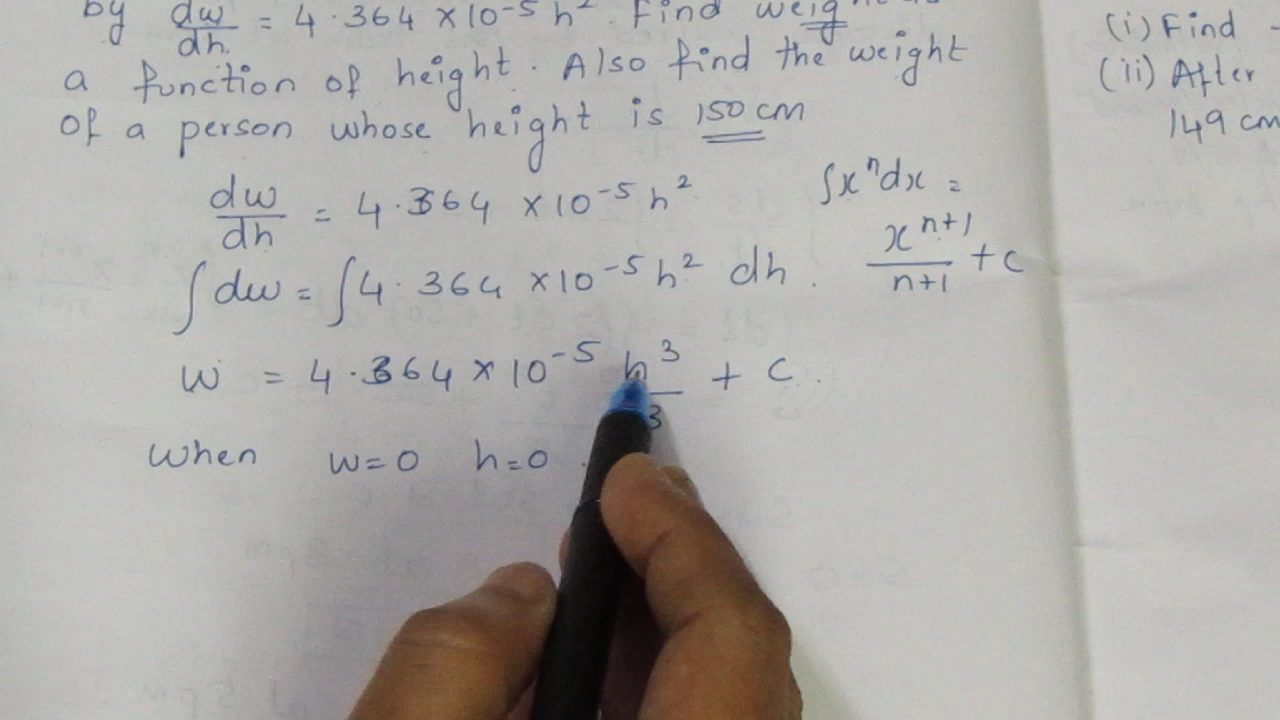 by dw/dh = 4.364 ×10⁻⁵ h². Find
a function of height. Also find the weight
of a person whose height is 150 cm
dw/dh = 4.364 ×10⁻⁵ h²
∫dw = ∫4.364 ×10⁻⁵ h² dh.
w = 4.364 × 10⁻⁵ h³/3 + c.
When w=0 h=0
∫xⁿdx =
xⁿ⁺¹/n+1 + c
(i) Find
(ii) After
149 cm